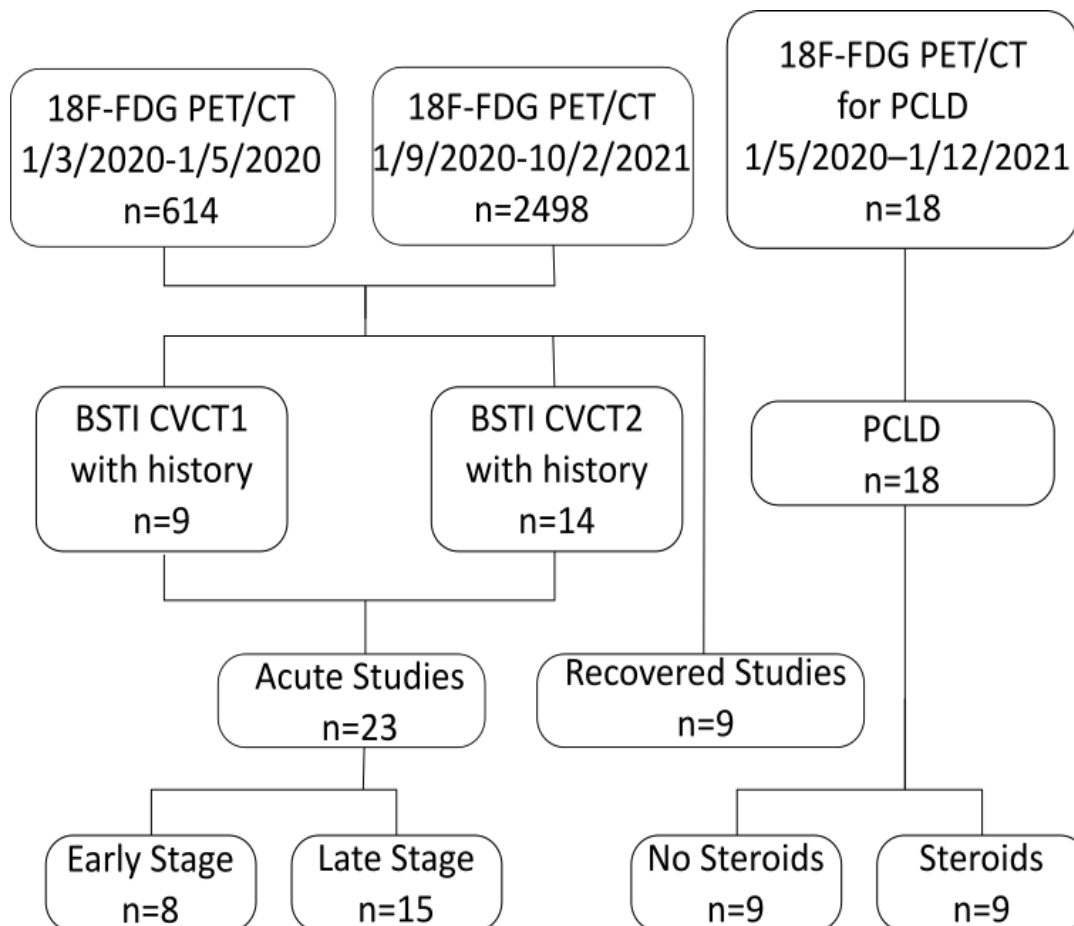 18F-FDG PET/CT
1/3/2020-1/5/2020
n=614
18F-FDG PET/CT
1/9/2020-10/2/2021
n=2498
18F-FDG PET/CT
for PCLD
1/5/2020–1/12/2021
n=18
BSTI CVCT1
with history
n=9
BSTI CVCT2
with history
n=14
PCLD
n=18
Acute Studies
n=23
Recovered Studies
n=9
Early Stage
n=8
Late Stage
n=15
No Steroids
n=9
Steroids
n=9